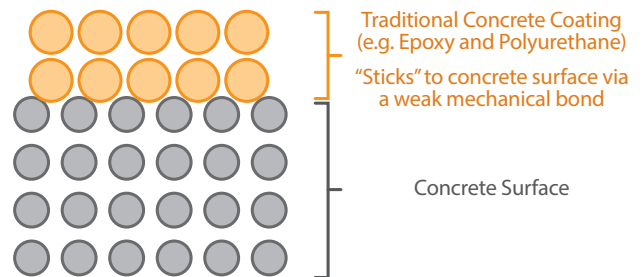 Traditional Concrete Coating
(e.g. Epoxy and Polyurethane)
“Sticks” to concrete surface via
a weak mechanical bond
Concrete Surface